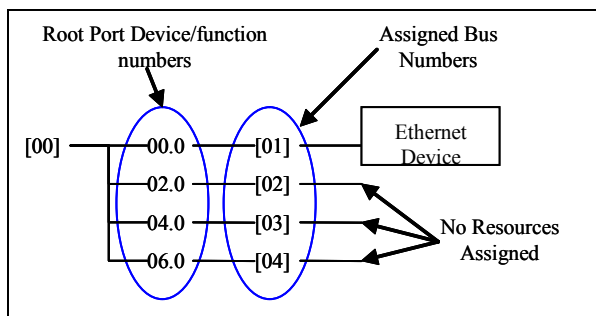 Root Port Device/function
numbers
Assigned Bus
Numbers
[00] 00.0 [01] Ethernet
Device
02.0 [02]
04.0 [03]
06.0 [04]
No Resources
Assigned